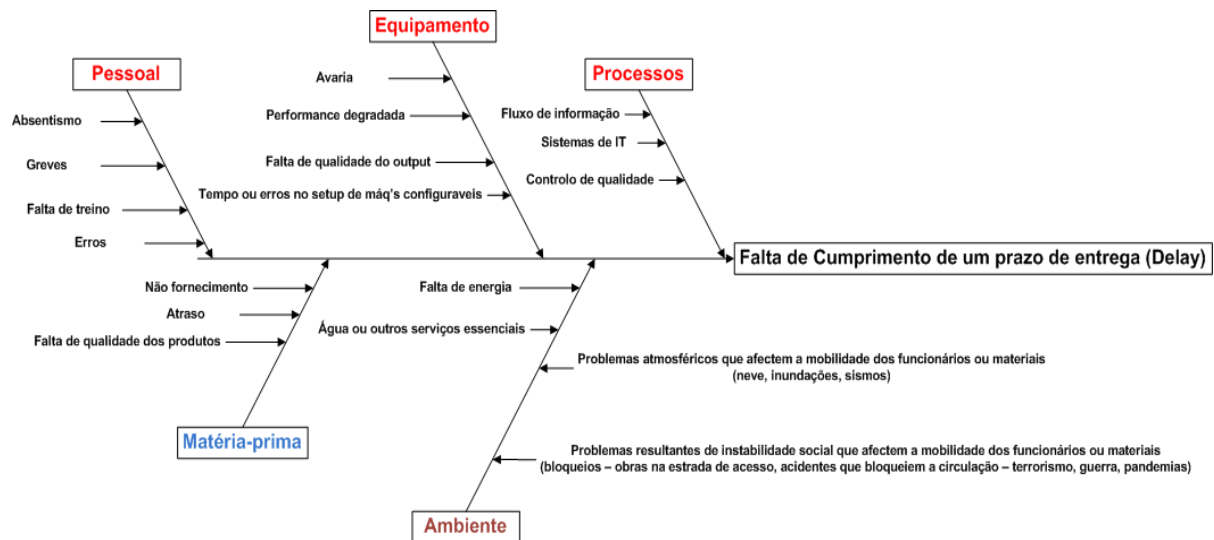 Equipamento
Pessoal
Processos
Avaria
Absentismo
Performance degradada
Fluxo de informação
Sistemas de IT
Greves
Falta de qualidade do output
Controlo de qualidade
Tempo ou erros no setup de máq's configuraveis
Falta de treino
Erros
Falta de Cumprimento de um prazo de entrega (Delay)
Não fornecimento
Falta de energia
Atraso
Água ou outros serviços essenciais
Falta de qualidade dos produtos
Problemas atmosféricos que afectem a mobilidade dos funcionários ou materiais
(neve, inundações, sismos)
Matéria-prima
Problemas resultantes de instabilidade social que afectem a mobilidade dos funcionários ou materiais
(bloqueios – obras na estrada de acesso, acidentes que bloqueiem a circulação – terrorismo, guerra, pandemias)
Ambiente